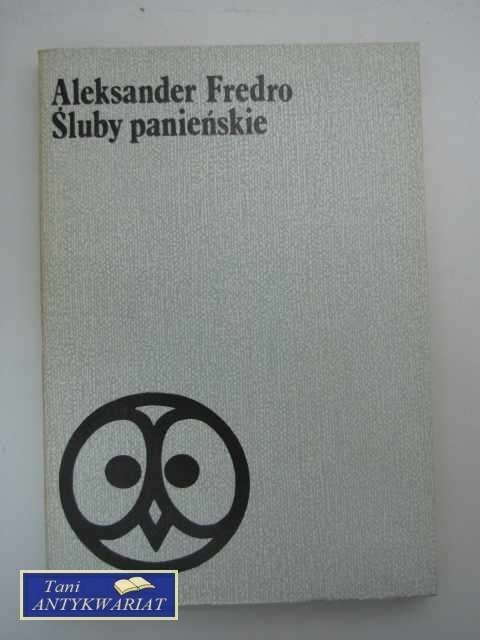 Aleksander Fredro
Śluby panieńskie
Tani
ANTYKWARIAT